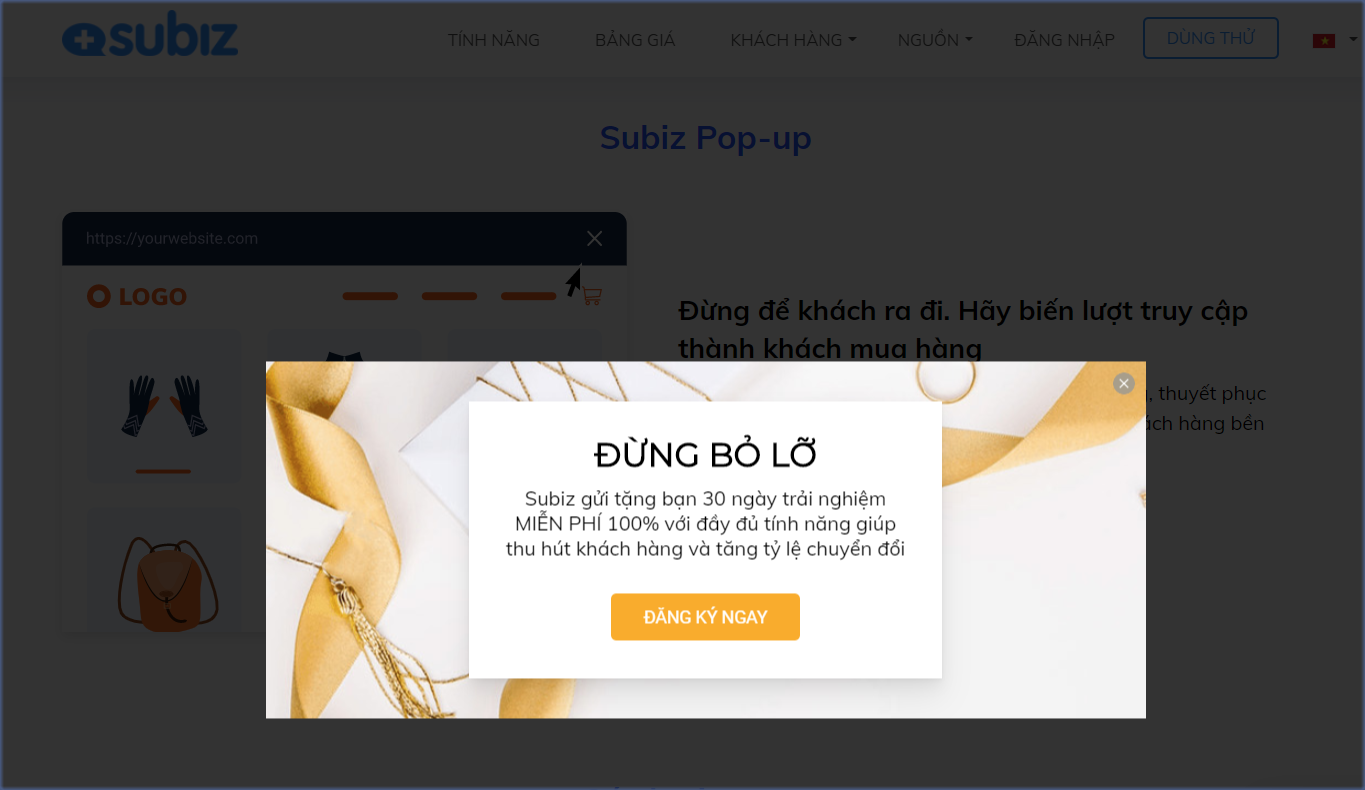 subiz
TÍNH NĂNG
BẢNG GIÁ
KHÁCH HÀNG
NGUỒN
ĐĂNG NHẬP
DÙNG THỬ
Subiz Pop-up
https://yourwebsite.com
LOGO
Đừng để khách ra đi. Hãy biến lượt truy cập
thành khách mua hàng
thuyết phục
hàng bền
ĐỪNG BỎ LỠ
Subiz gửi tặng bạn 30 ngày trải nghiệm
MIỄN PHÍ 100% với đầy đủ tính năng giúp
thu hút khách hàng và tăng tỷ lệ chuyển đổi
ĐĂNG KÝ NGAY